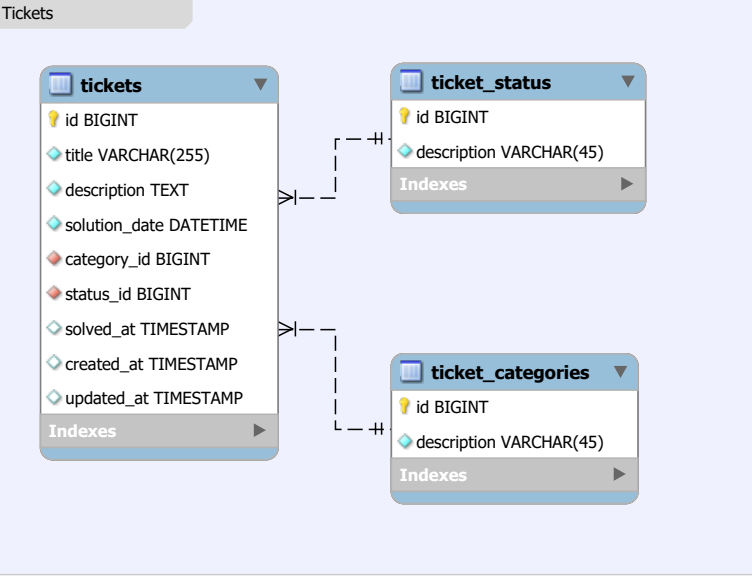 Tickets
tickets
id BIGINT
title VARCHAR(255)
description TEXT
solution_date DATETIME
category_id BIGINT
status_id BIGINT
solved_at TIMESTAMP
created_at TIMESTAMP
updated_at TIMESTAMP
Indexes
ticket_status
id BIGINT
description VARCHAR(45)
Indexes
ticket_categories
id BIGINT
description VARCHAR(45)
Indexes